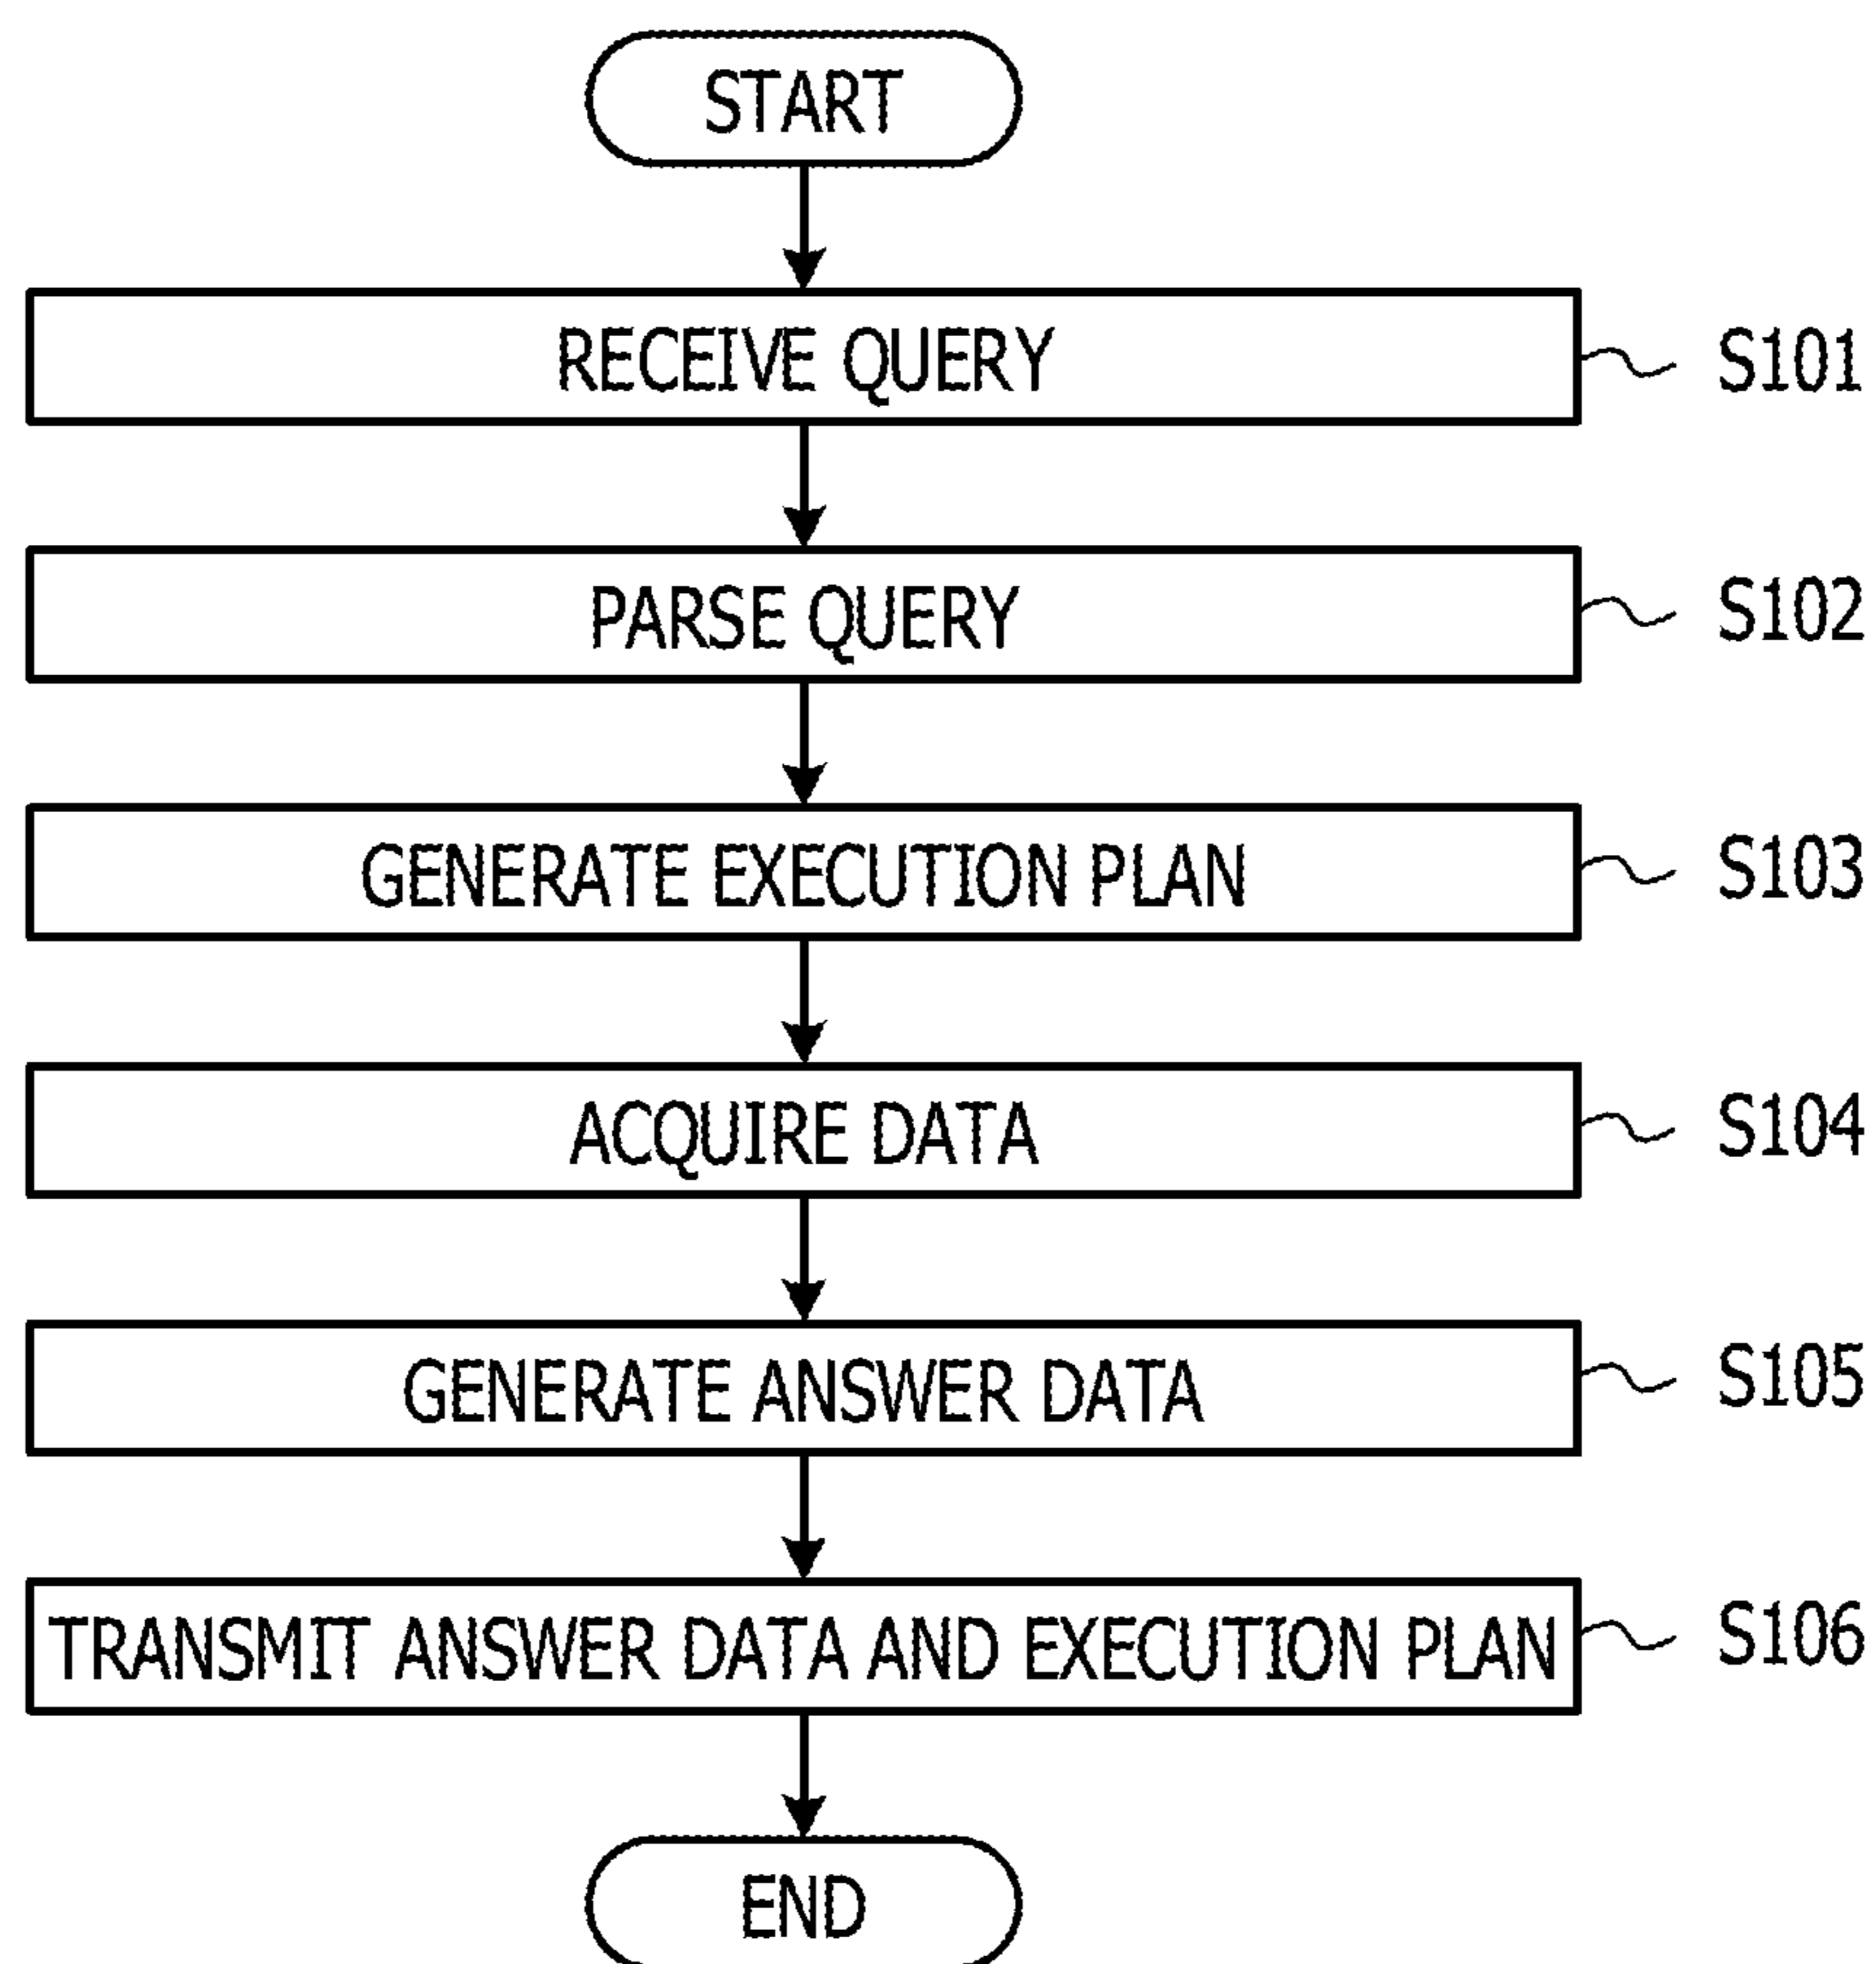 START
RECEIVE QUERY
S101
PARSE QUERY
S102
GENERATE EXECUTION PLAN
S103
ACQUIRE DATA
S104
GENERATE ANSWER DATA
S105
TRANSMIT ANSWER DATA AND EXECUTION PLAN
S106
END